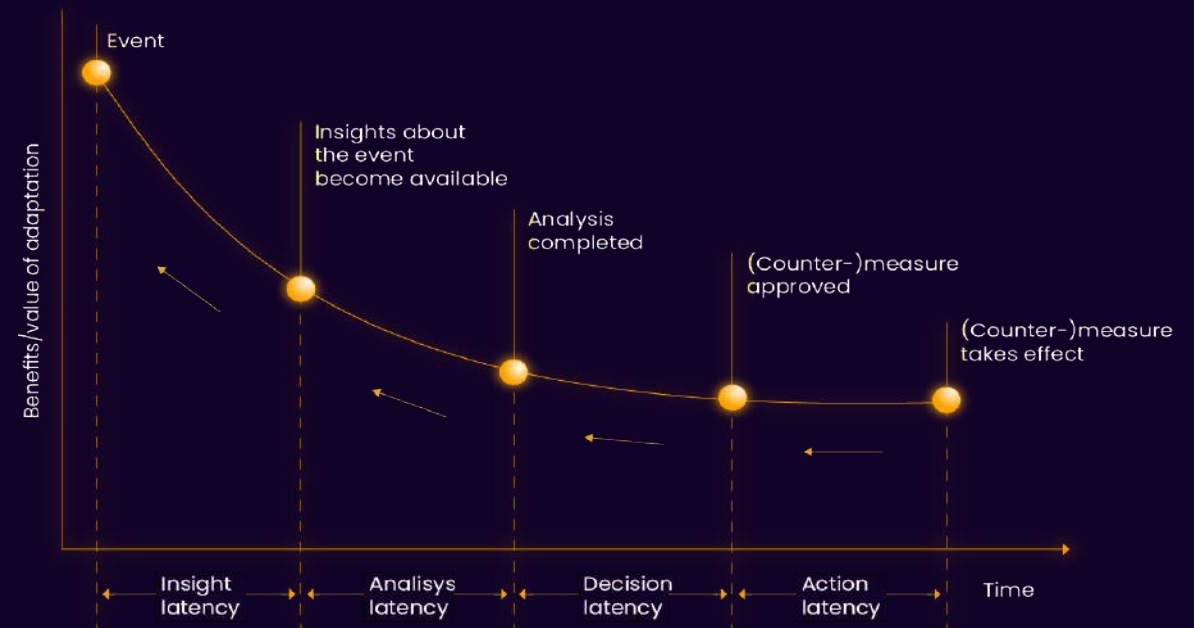 Event
Insights about
the event
become available
Analysis
completed
(Counter-)measure
approved
(Counter-)measure
takes effect
Benefits/value of adaptation
Insight
latency
Analisys
latency
Decision
latency
Action
latency
Time